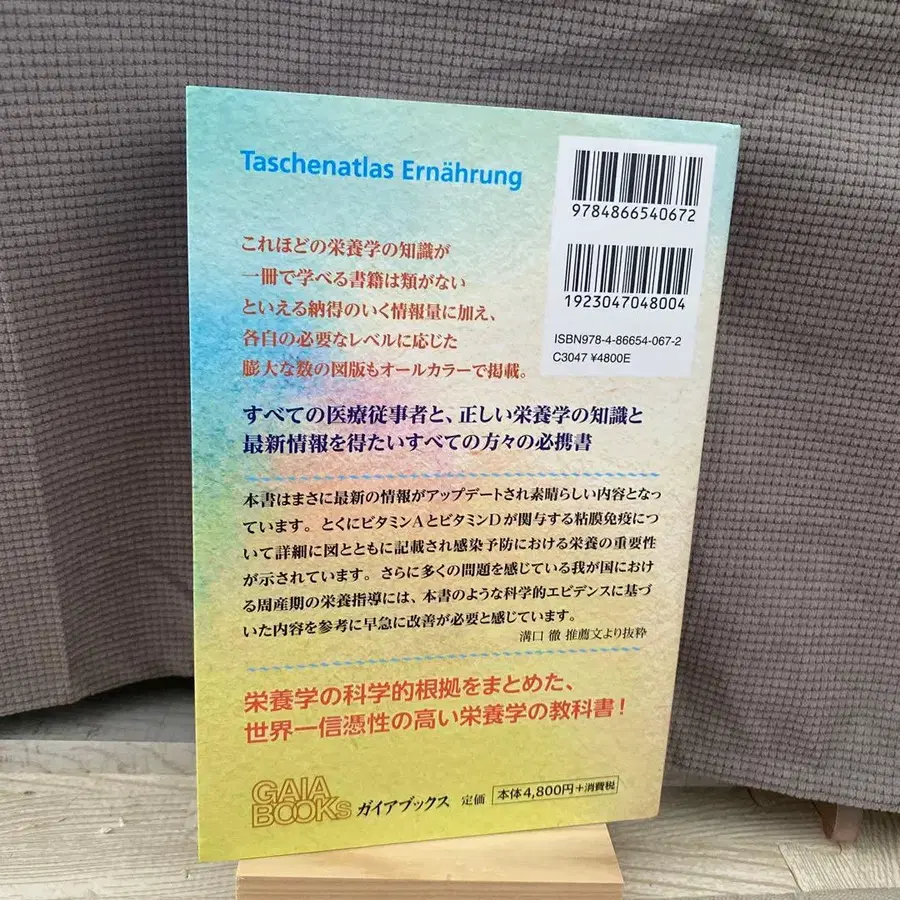 Taschenatlas Ernährung
9784866540672
1923047048004
ISBN978-4-86654-067-2
C3047 ¥4800E
これほどの栄養学の知識が
一冊で学べる書籍は類がない
といえる納得のいく情報量に加え、
各自の必要なレベルに応じた
膨大な数の図版もオールカラーで掲載。
すべての医療従事者と、正しい栄養学の知識と
最新情報を得たいすべての方々の必携書
本書はまさに最新の情報がアップデートされ素晴らしい内容となっ
ています。とくにビタミンAとビタミンDが関与する粘膜免疫につ
いて詳細に図とともに記載され感染予防における栄養の重要性
が示されています。さらに多くの問題を感じている我が国におけ
る周産期の栄養指導には、本書のような科学的エビデンスに基づ
いた内容を参考に早急に改善が必要と感じています。
溝口 徹 推薦文より抜粋
栄養学の科学的根拠をまとめた、
世界一信憑性の高い栄養学の教科書！
GAIA
BOOKS ガイアブックス 定価 本体4,800円+消費税